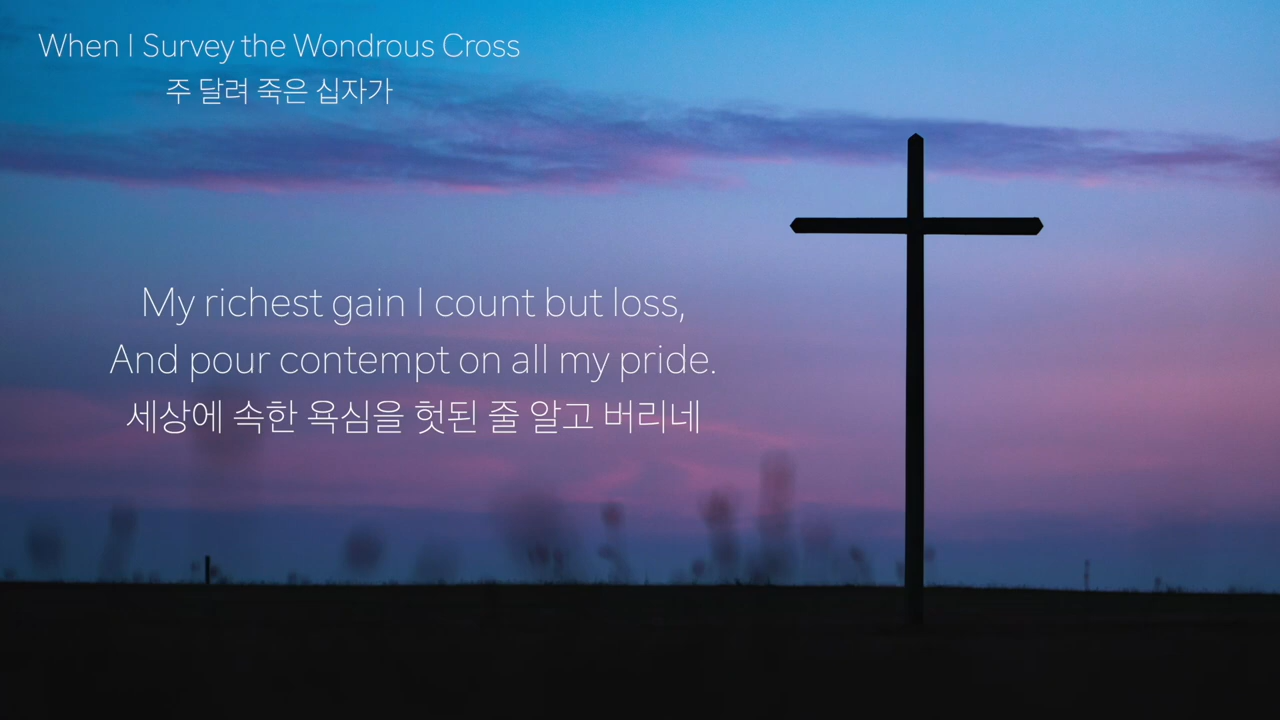 When I Survey the Wondrous Cross
주 달려 죽은 십자가
My richest gain I count but loss,
And pour contempt on all my pride.
세상에 속한 욕심을 헛된 줄 알고 버리네